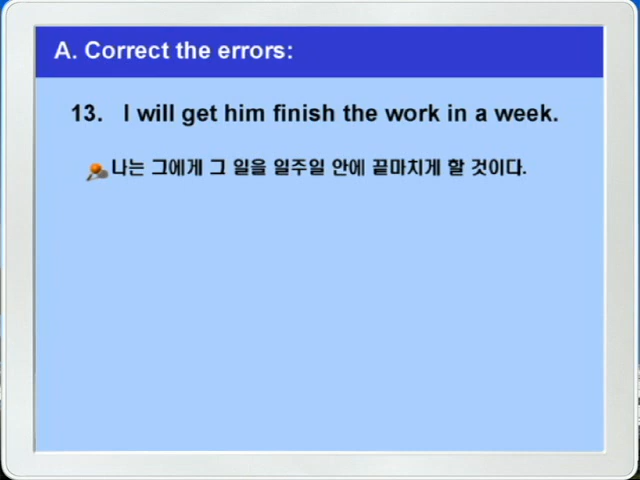 A. Correct the errors:
13. I will get him finish the work in a week.
나는 그에게 그 일을 일주일 안에 끝마치게 할 것이다.